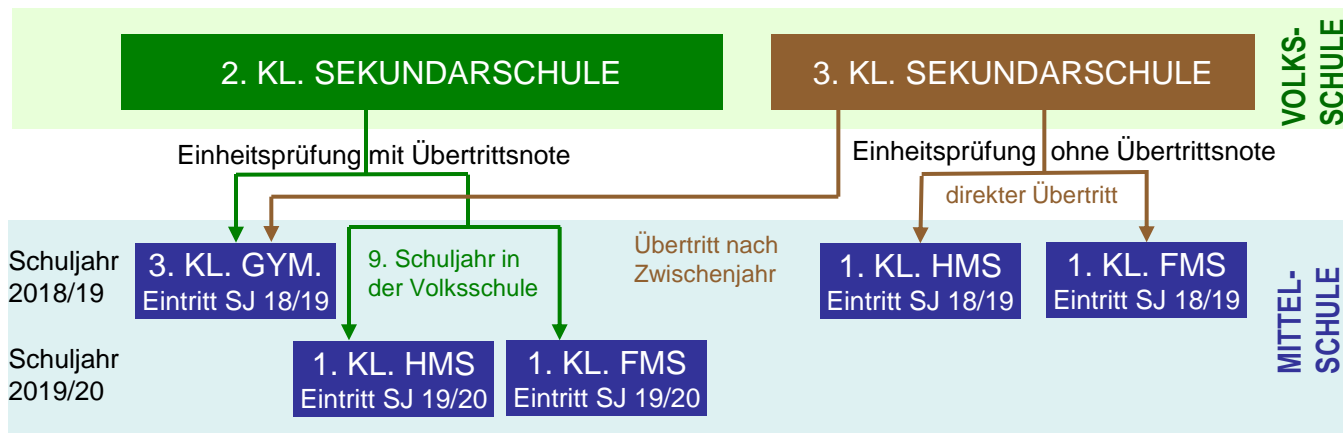 2. KL. SEKUNDARSCHULE
3. KL. SEKUNDARSCHULE
VOLKS-
SCHULE
Einheitsprüfung mit Übertrittsnote
Einheitsprüfung ohne Übertrittsnote
direkter Übertritt
Schuljahr
2018/19
3. KL. GYM.
Eintritt SJ 18/19
9. Schuljahr in
der Volksschule
Übertritt nach
Zwischenjahr
1. KL. HMS
Eintritt SJ 18/19
1. KL. FMS
Eintritt SJ 18/19
MITTEL-
SCHULE
Schuljahr
2019/20
1. KL. HMS
Eintritt SJ 19/20
1. KL. FMS
Eintritt SJ 19/20